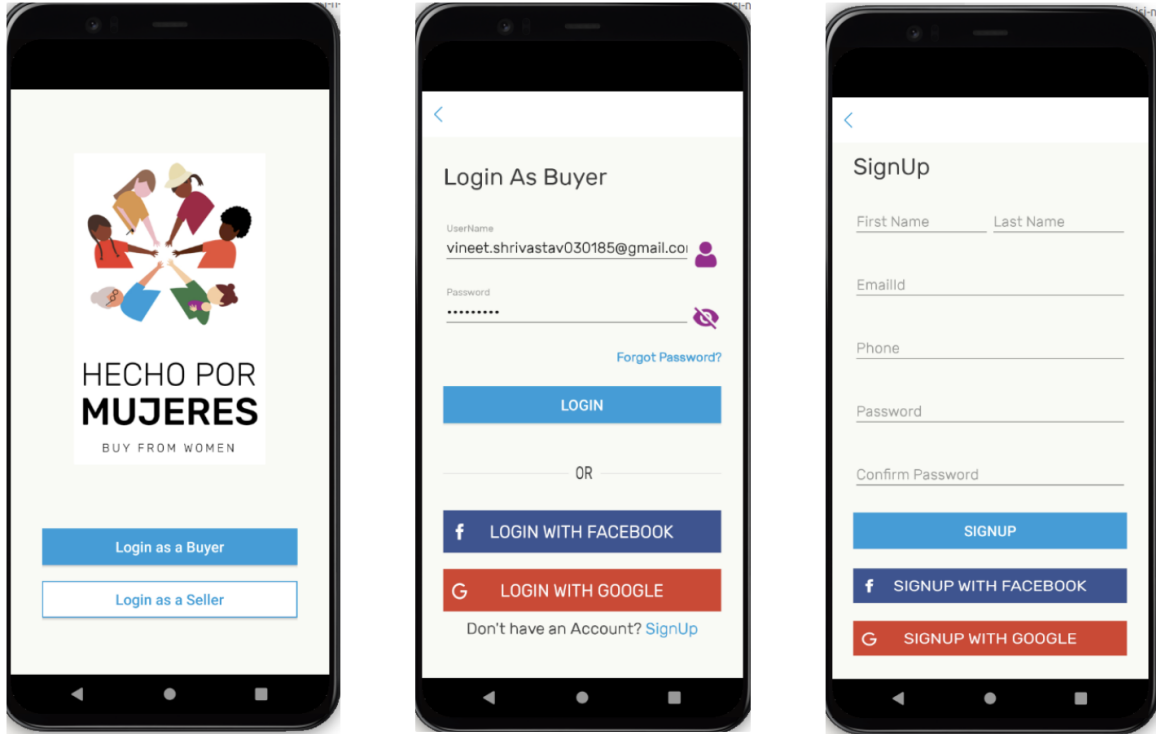 HECHO POR
MUJERES
BUY FROM WOMEN
Login as a Buyer
Login as a Seller
Login As Buyer
UserName
vineet.shrivastav030185@gmail.co
Password
•••••••••
Forgot Password?
LOGIN
OR
f LOGIN WITH FACEBOOK
G LOGIN WITH GOOGLE
Don't have an Account? SignUp
SignUp
First Name Last Name
EmailId
Phone
Password
Confirm Password
SIGNUP
f SIGNUP WITH FACEBOOK
G SIGNUP WITH GOOGLE